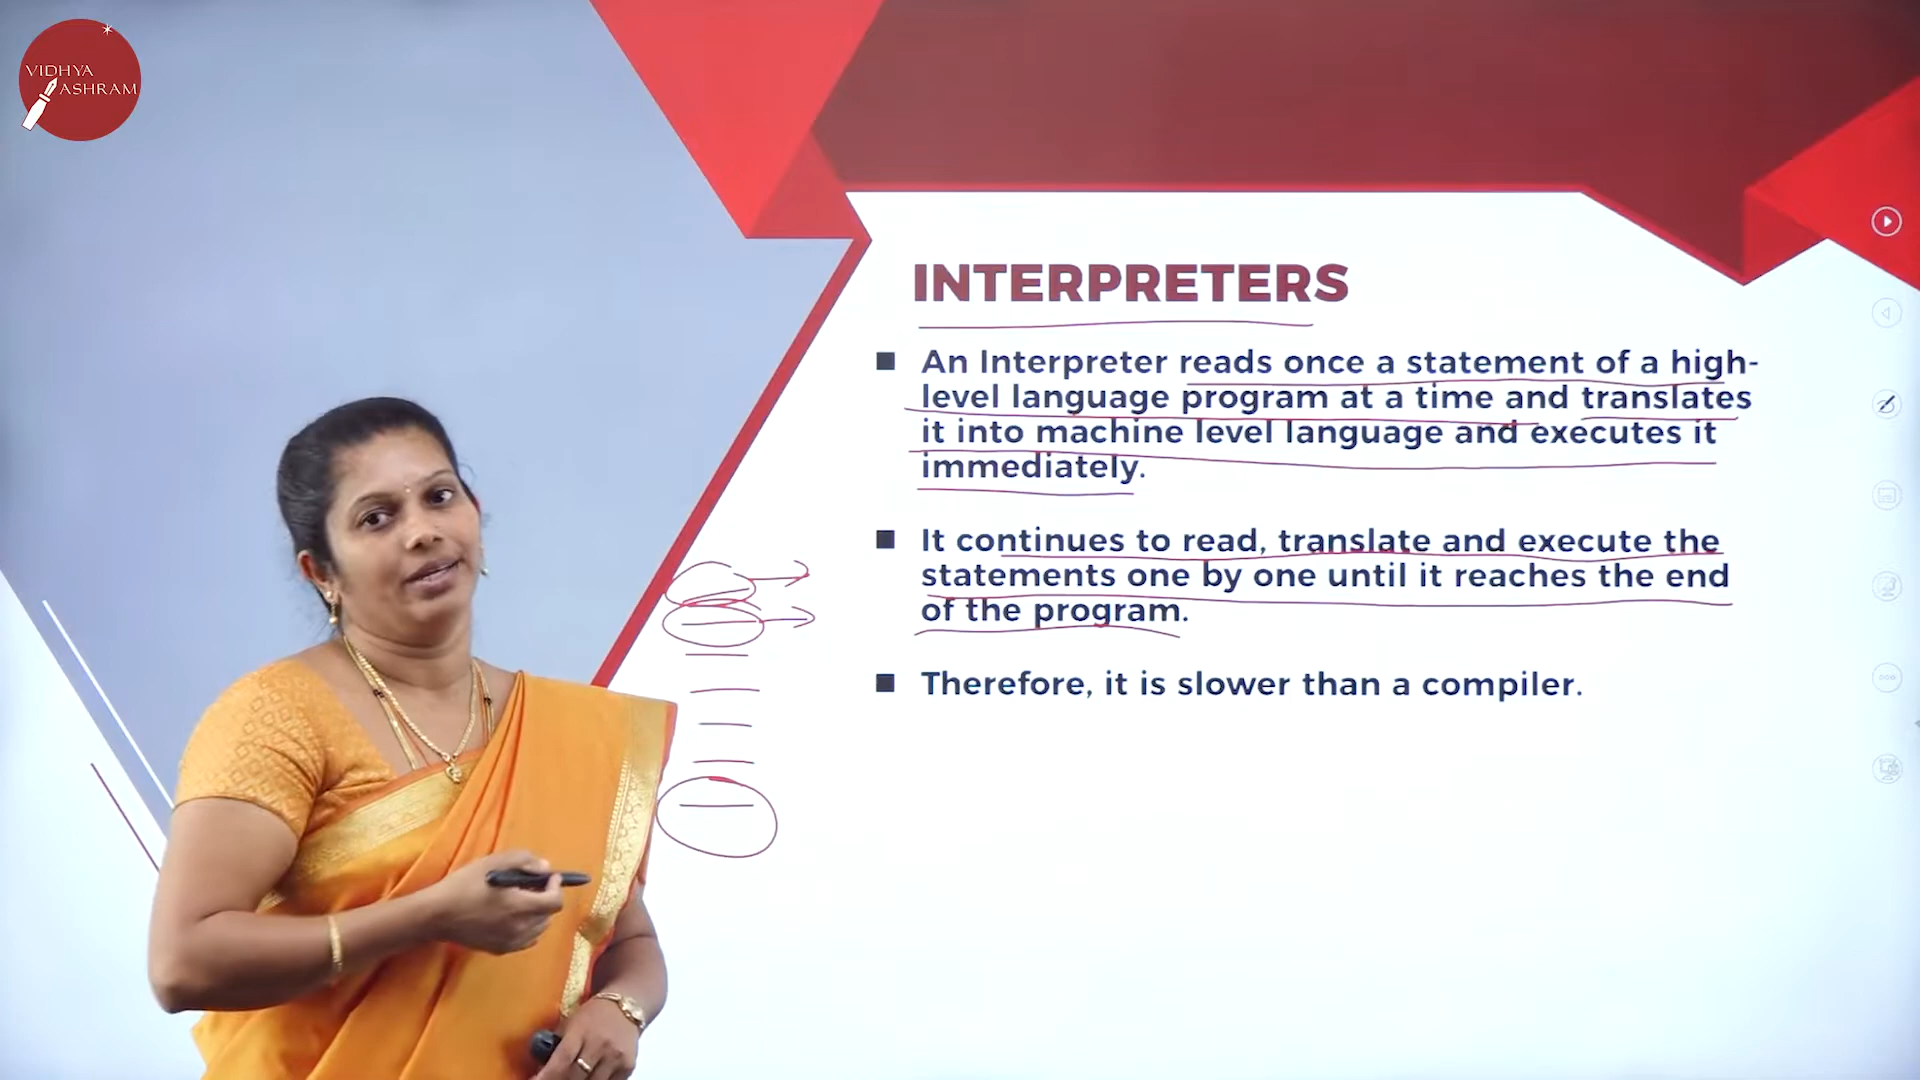 VIDHYA
ASHRAM
INTERPRETERS
An Interpreter reads once a statement of a high-
level language program at a time and translates
it into machine level language and executes it
immediately.
It continues to read, translate and execute the
statements one by one until it reaches the end
of the program.
Therefore, it is slower than a compiler.